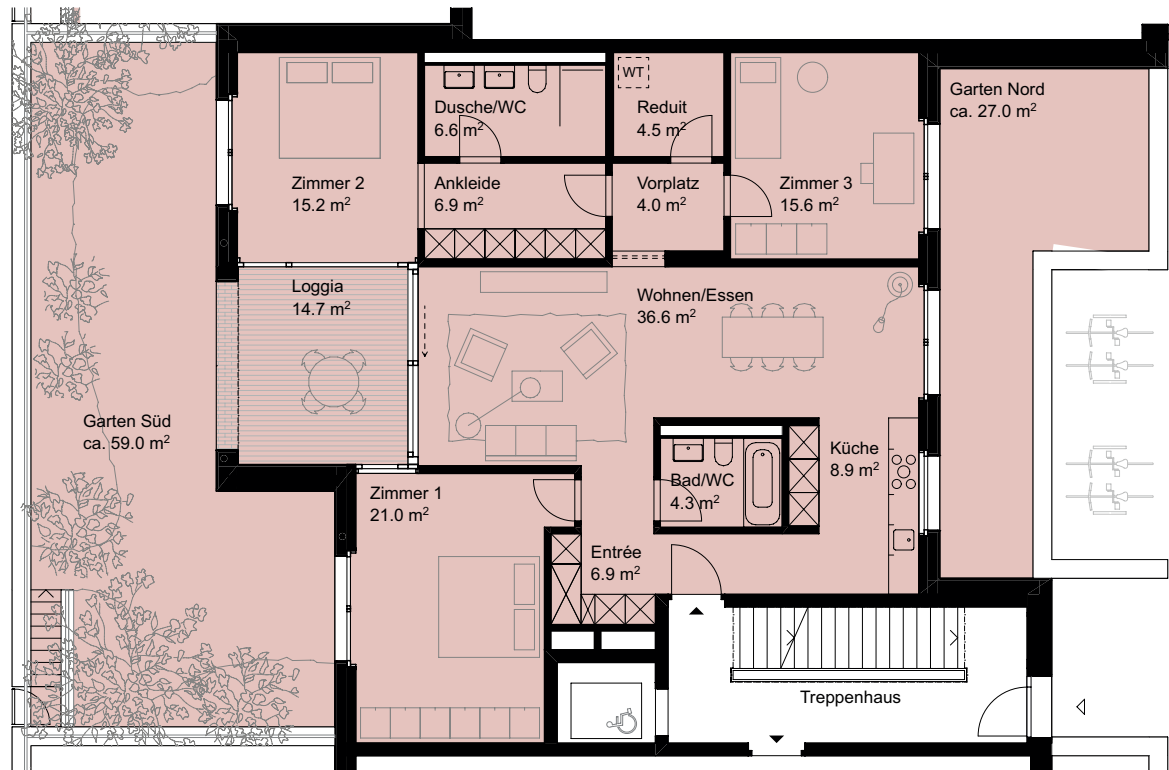 WT
Garten Nord
ca. 27.0 m²
Dusche/WC
6.6 m²
Reduit
4.5 m²
Zimmer 2
15.2 m²
Ankleide
6.9 m²
Vorplatz
4.0 m²
Zimmer 3
15.6 m²
Loggia
14.7 m²
Wohnen/Essen
36.6 m²
Garten Süd
ca. 59.0 m²
Küche
8.9 m²
Bad/WC
4.3 m²
Zimmer 1
21.0 m²
Entrée
6.9 m²
Treppenhaus